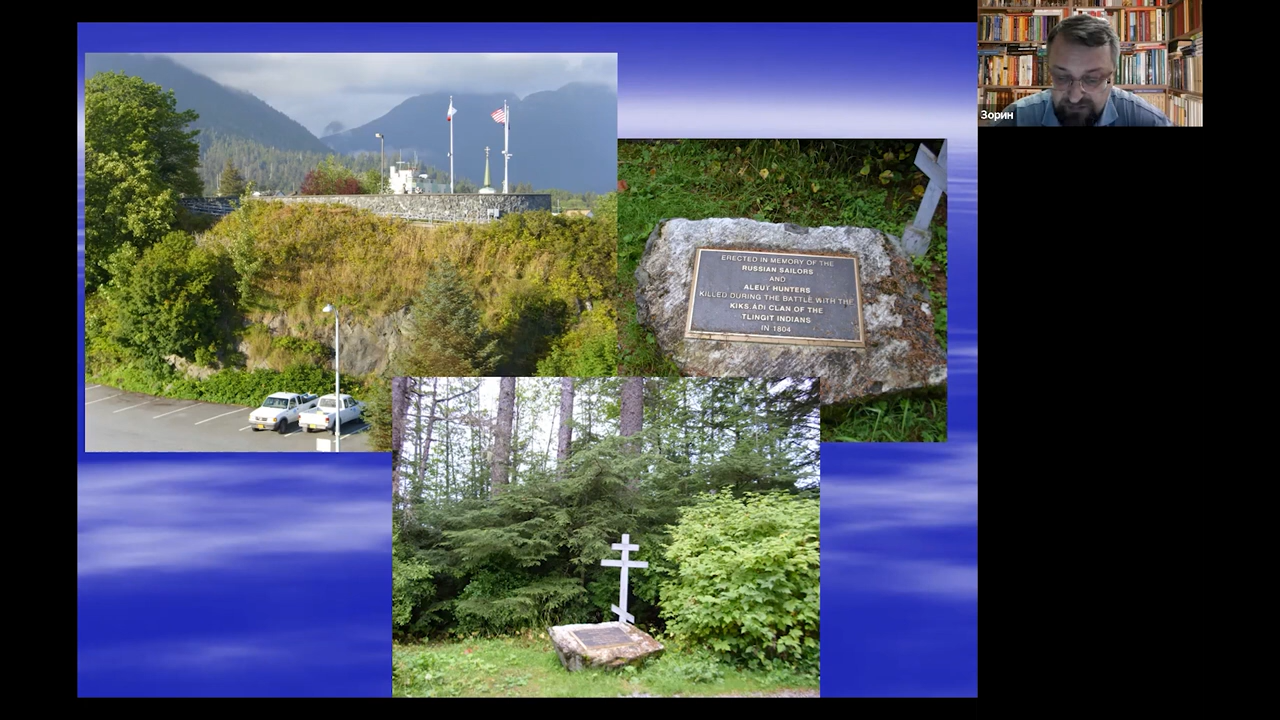 Зорин
ERECTED IN MEMORY OF THE
RUSSIAN SAILORS
AND
ALEUT HUNTERS
KILLED DURING THE BATTLE WITH THE
KIKS.ADI CLAN OF THE
TLINGIT INDIANS
IN 1804